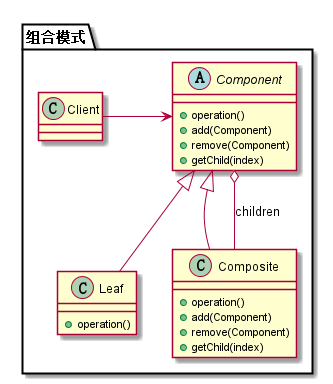 组合模式
A Component
operation()
add(Component)
remove(Component)
getChild(index)
C Client
children
C Leaf
operation()
C Composite
operation()
add(Component)
remove(Component)
getChild(index)